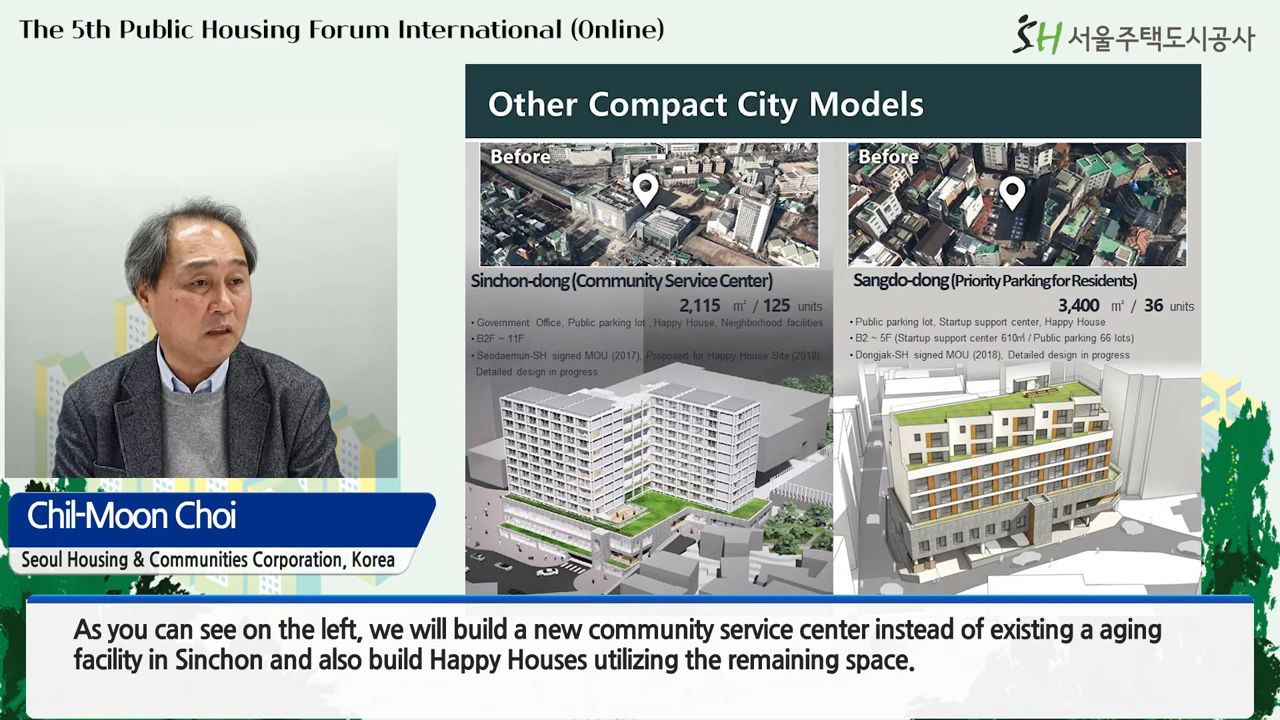 The 5th Public Housing Forum International (Online)
SH 서울주택도시공사
Other Compact City Models
Before
Before
Sinchon-dong (Community Service Center)
2,115 m² / 125 units
• Government Office, Public parking lot , Happy House, Neighborhood facilities
• B2F ~ 11F
• Seodaemun-SH signed MOU (2017), Proposed for Happy House Site (2018),
Detailed design in progress
Sangdo-dong (Priority Parking for Residents)
3,400 m² / 36 units
• Public parking lot, Startup support center, Happy House
• B2 ~ 5F (Startup support center 610㎡ / Public parking 66 lots)
• Dongjak-SH signed MOU (2018), Detailed design in progress
Chil-Moon Choi
Seoul Housing & Communities Corporation, Korea
As you can see on the left, we will build a new community service center instead of existing a aging
facility in Sinchon and also build Happy Houses utilizing the remaining space.